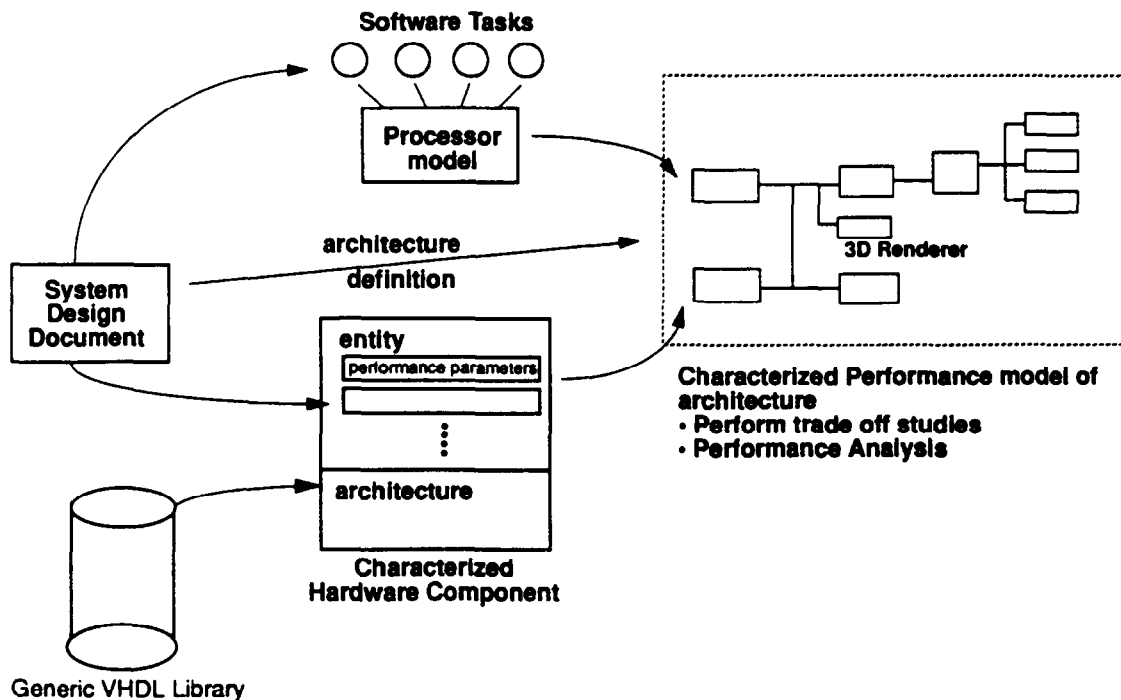 Software Tasks
Processor
model
architecture
definition
System
Design
Document
3D Renderer
entity
performance parameters
architecture
Characterized
Hardware Component
Characterized Performance model of
architecture
• Perform trade off studies
• Performance Analysis
Generic VHDL Library